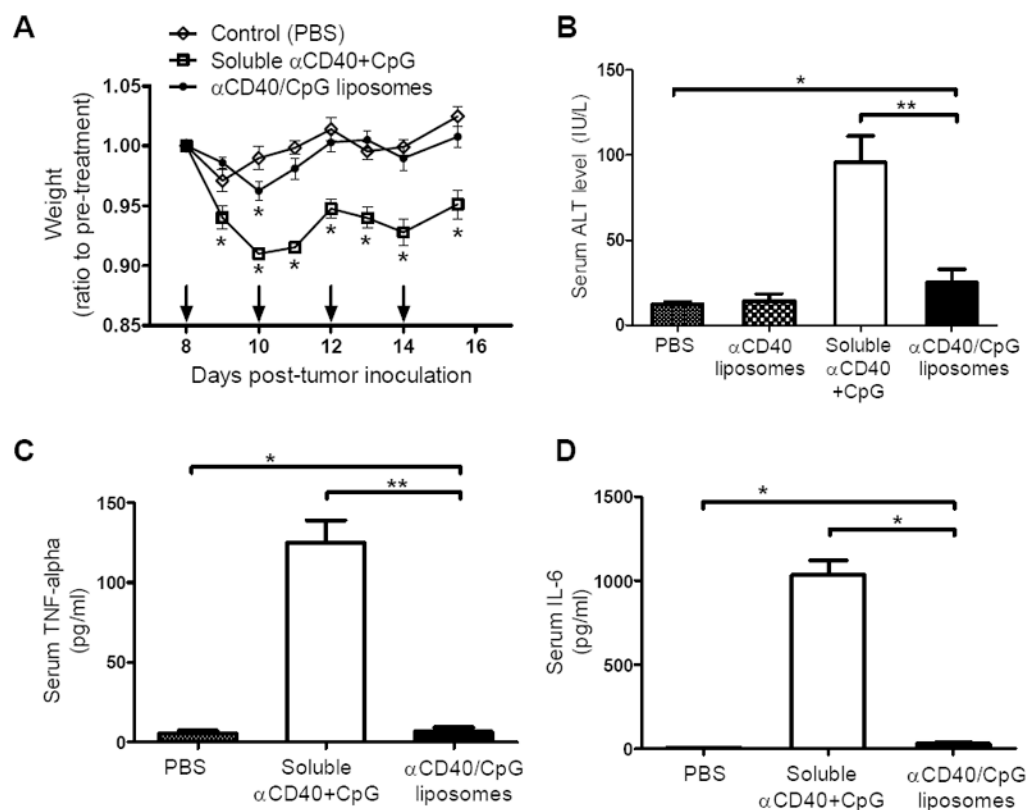 A
Control (PBS)
Soluble αCD40+CpG
αCD40/CpG liposomes
1.05
1.00
0.95
0.90
0.85
Weight
(ratio to pre-treatment)
*
*
*
*
*
*
*
*
8
10
12
14
16
Days post-tumor inoculation
B
150
100
50
0
Serum ALT level (IU/L)
*
**
PBS
αCD40
liposomes
Soluble
αCD40
+CpG
αCD40/CpG
liposomes
C
150
100
50
0
Serum TNF-alpha
(pg/ml)
*
**
PBS
Soluble
αCD40+CpG
αCD40/CpG
liposomes
D
1500
1000
500
0
Serum IL-6
(pg/ml)
*
*
PBS
Soluble
αCD40+CpG
αCD40/CpG
liposomes